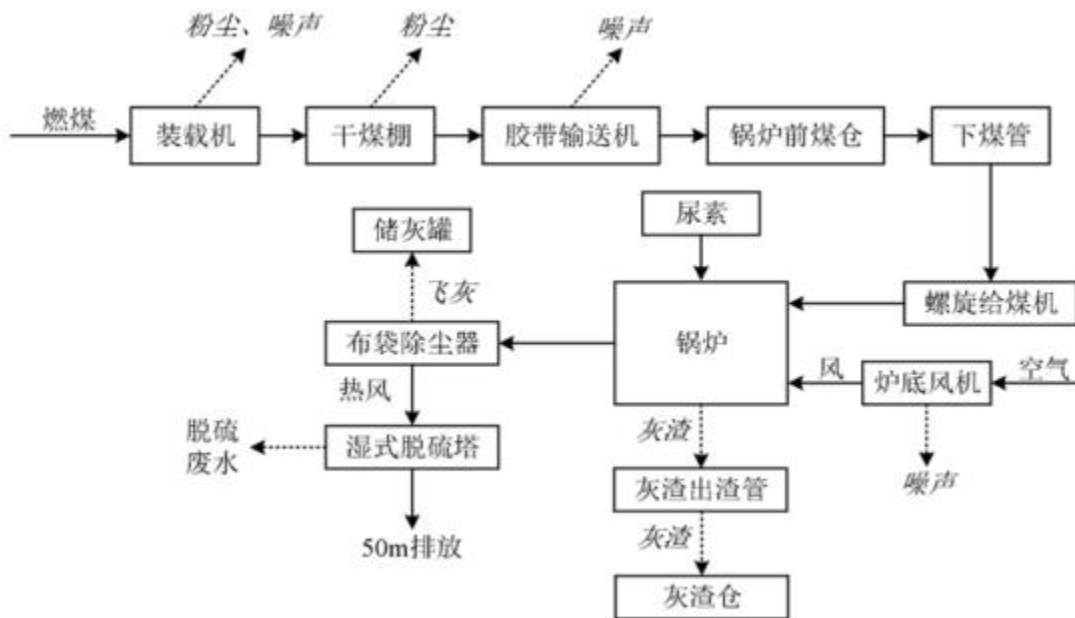 粉尘、噪声
粉尘
噪声
燃煤
装载机
干煤棚
胶带输送机
锅炉前煤仓
下煤管
储灰罐
尿素
飞灰
螺旋给煤机
布袋除尘器
锅炉
风
炉底风机
空气
热风
脱硫
废水
湿式脱硫塔
灰渣
噪声
灰渣出渣管
50m排放
灰渣
灰渣仓